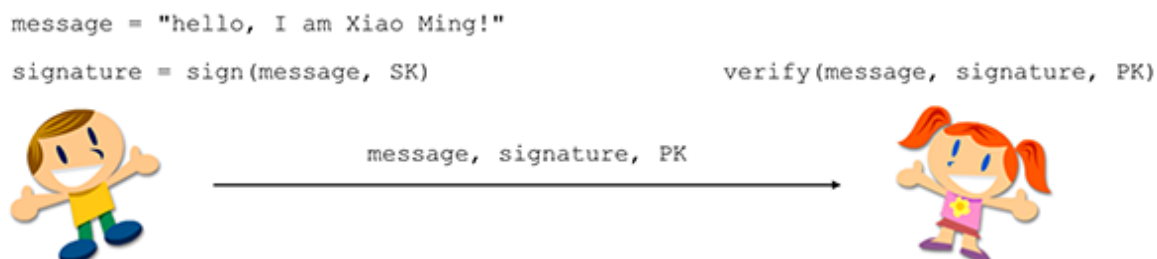 message = "hello, I am Xiao Ming!"
signature = sign(message, SK)
verify(message, signature, PK)
message, signature, PK